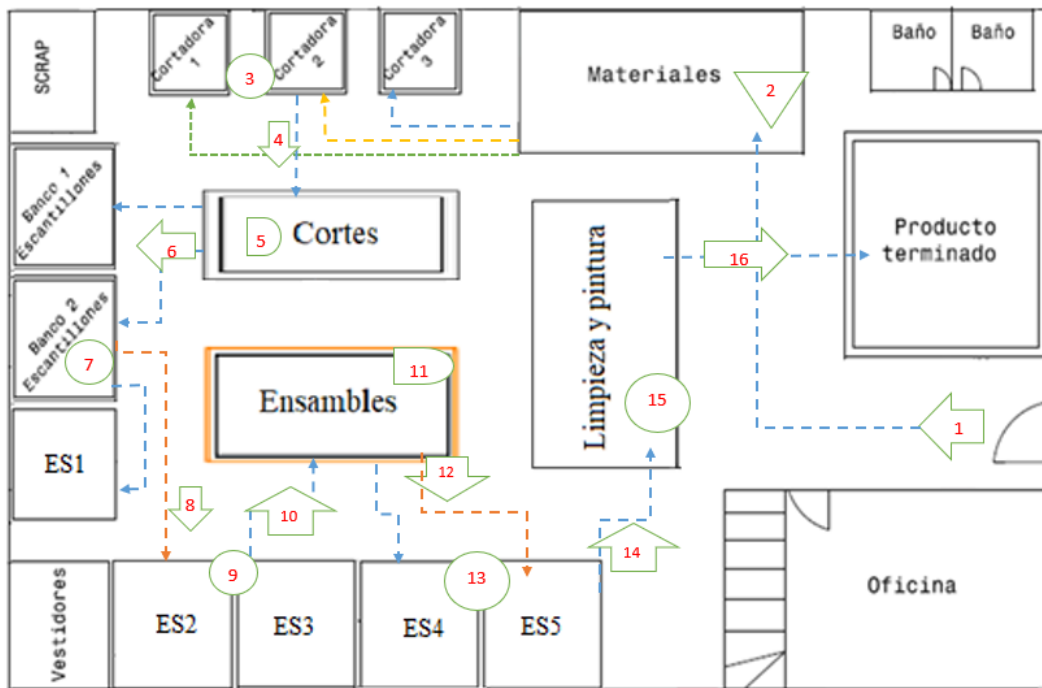 SCRAP
Cortadora
1
Cortadora
2
Cortadora
3
3
4
Materiales
2
Baño
Baño
Banco 1
Escantillones
5
Cortes
6
16
Producto
terminado
Banco 2
Escantillones
7
Ensambles
11
Limpieza y pintura
15
1
ES1
8
10
12
14
9
13
Vestidores
ES2
ES3
ES4
ES5
Oficina